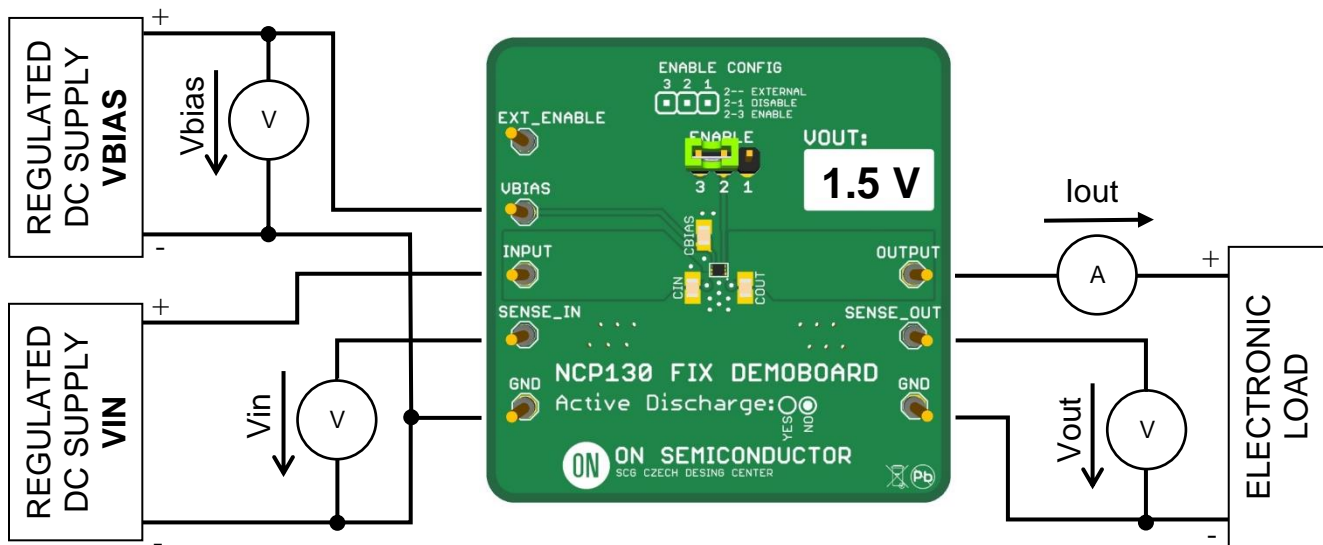 REGULATED
DC SUPPLY
VBIAS
+
-
Vbias
V
REGULATED
DC SUPPLY
VIN
+
-
Vin
V
ENABLE CONFIG
3 2 1
2-- EXTERNAL
2-1 DISABLE
2-3 ENABLE
EXT_ENABLE
ENABLE
3 2 1
VOUT:
1.5 V
VBIAS
CBIAS
INPUT
OUTPUT
CIN
COUT
SENSE_IN
SENSE_OUT
NCP130 FIX DEMOBOARD
GND
GND
Active Discharge:
YES
NO
ON
ON SEMICONDUCTOR
SCG CZECH DESING CENTER
Pb
Iout
A
+
-
Vout
V
ELECTRONIC
LOAD